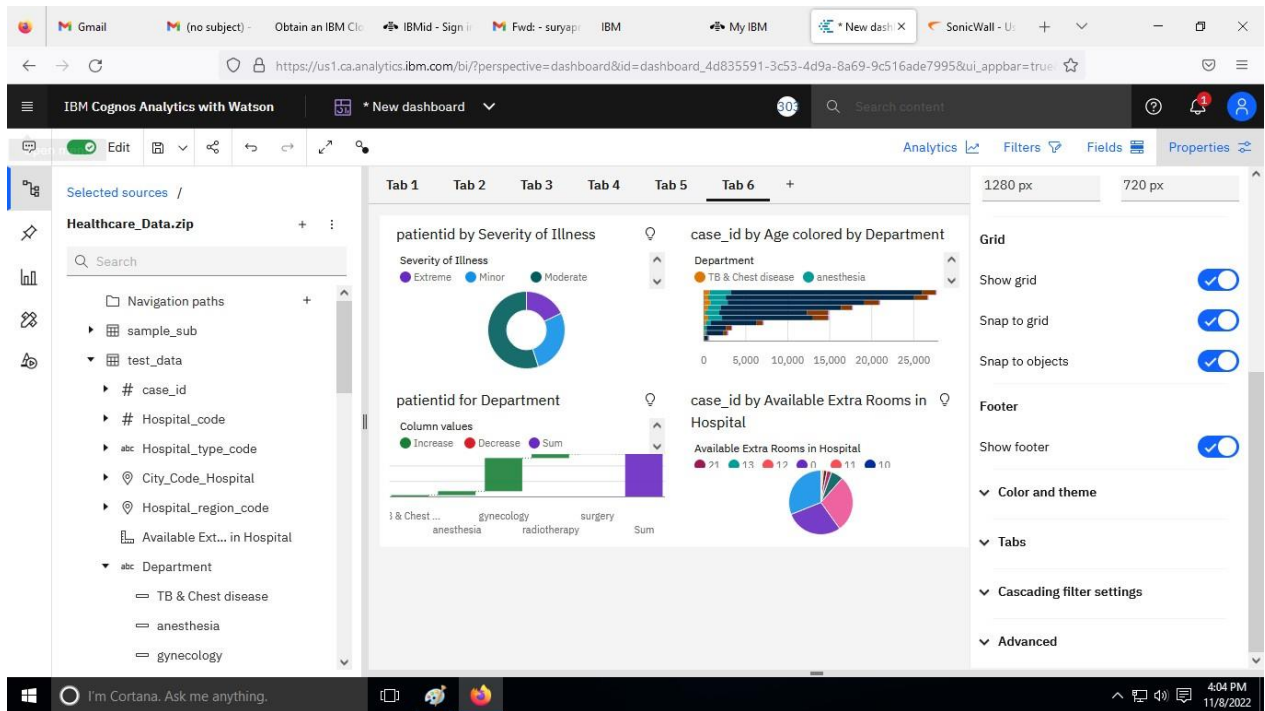 Gmail
(no subject) -
Obtain an IBM Clo
IBMid - Sign i
Fwd: - suryapr
IBM
My IBM
* New dash
SonicWall - Us
https://us1.ca.analytics.ibm.com/bi/?perspective=dashboard&id=dashboard_4d835591-3c53-4d9a-8a69-9c516ade7995&ui_appbar=true
IBM Cognos Analytics with Watson
* New dashboard
303
Search content
1
Edit
Analytics
Filters
Fields
Properties
Selected sources /
Healthcare_Data.zip
Search
Navigation paths
sample_sub
test_data
case_id
Hospital_code
abc Hospital_type_code
City_Code_Hospital
Hospital_region_code
Available Ext... in Hospital
abc Department
TB & Chest disease
anesthesia
gynecology
Tab 1 Tab 2 Tab 3 Tab 4 Tab 5 Tab 6 +
patientid by Severity of Illness
Severity of Illness
Extreme Minor Moderate
case_id by Age colored by Department
Department
TB & Chest disease anesthesia
0 5,000 10,000 15,000 20,000 25,000
patientid for Department
Column values
Increase Decrease Sum
& Chest ... gynecology surgery
anesthesia radiotherapy Sum
case_id by Available Extra Rooms in
Hospital
Available Extra Rooms in Hospital
21 13 12 0 11 10
1280 px 720 px
Grid
Show grid
Snap to grid
Snap to objects
Footer
Show footer
Color and theme
Tabs
Cascading filter settings
Advanced
I'm Cortana. Ask me anything.
4:04 PM
11/8/2022